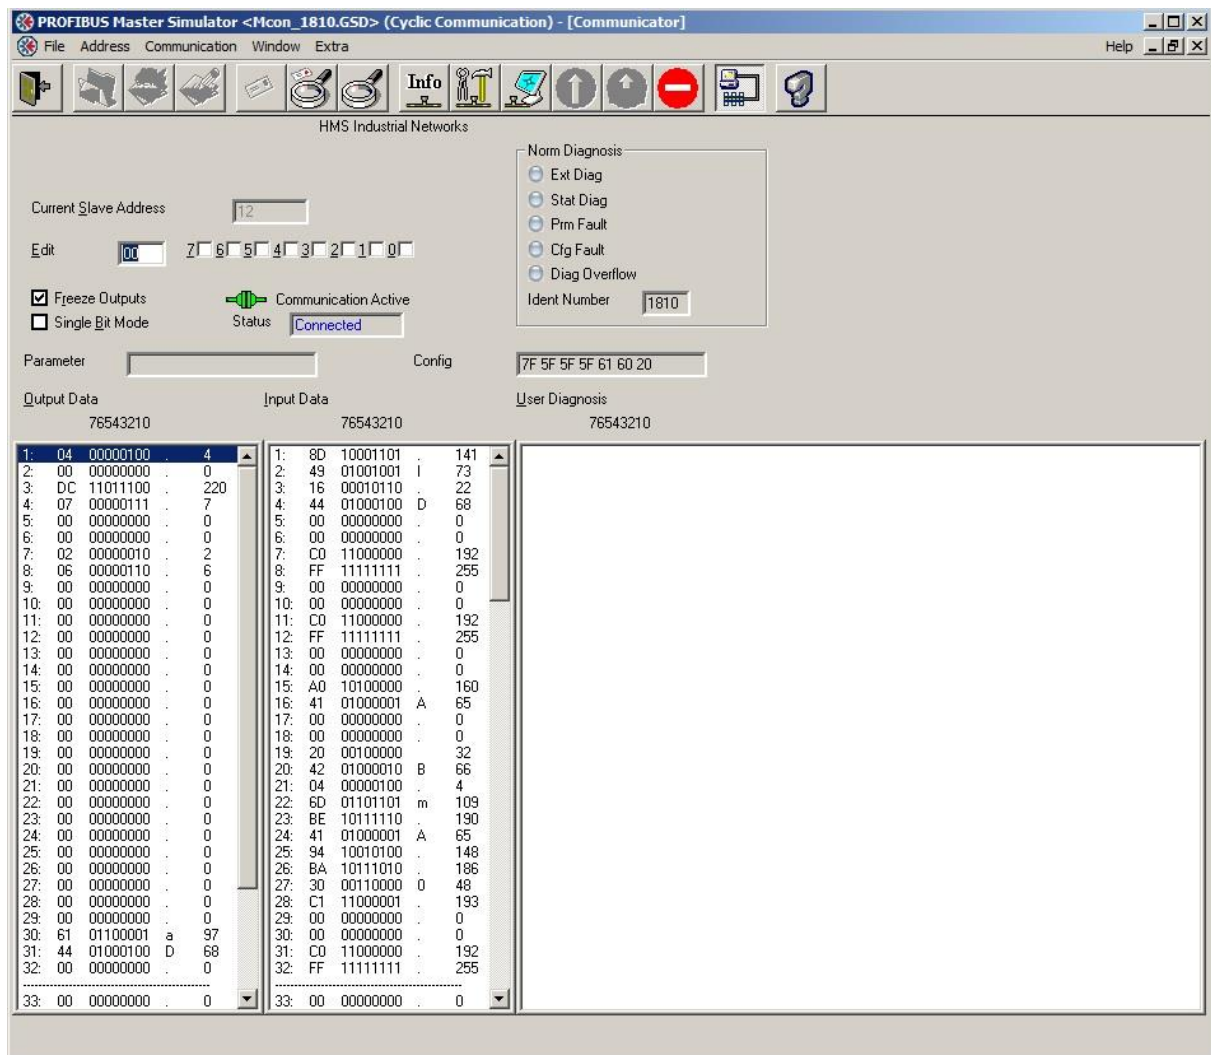 PROFIBUS Master Simulator <Mcon_1810.GSD> (Cyclic Communication) - [Communicator]
File Address Communication Window Extra Help
Info
HMS Industrial Networks
Norm Diagnosis
Ext Diag
Stat Diag
Current Slave Address 12
Prm Fault
Edit 00 7 6 5 4 3 2 1 0
Cfg Fault
Diag Overflow
Freeze Outputs Communication Active
Ident Number 1810
Single Bit Mode Status Connected
Parameter Config 7F 5F 5F 5F 61 60 20
Output Data Input Data User Diagnosis
76543210 76543210 76543210
1: 04 00000100 . 4 1: 8D 10001101 . 141
2: 00 00000000 . 0 2: 49 01001001 I 73
3: DC 11011100 . 220 3: 16 00010110 . 22
4: 07 00000111 . 7 4: 44 01000100 D 68
5: 00 00000000 . 0 5: 00 00000000 . 0
6: 00 00000000 . 0 6: 00 00000000 . 0
7: 02 00000010 . 2 7: C0 11000000 . 192
8: 06 00000110 . 6 8: FF 11111111 . 255
9: 00 00000000 . 0 9: 00 00000000 . 0
10: 00 00000000 . 0 10: 00 00000000 . 0
11: 00 00000000 . 0 11: C0 11000000 . 192
12: 00 00000000 . 0 12: FF 11111111 . 255
13: 00 00000000 . 0 13: 00 00000000 . 0
14: 00 00000000 . 0 14: 00 00000000 . 0
15: 00 00000000 . 0 15: A0 10100000 . 160
16: 00 00000000 . 0 16: 41 01000001 A 65
17: 00 00000000 . 0 17: 00 00000000 . 0
18: 00 00000000 . 0 18: 00 00000000 . 0
19: 00 00000000 . 0 19: 20 00100000 32
20: 00 00000000 . 0 20: 42 01000010 B 66
21: 00 00000000 . 0 21: 04 00000100 . 4
22: 00 00000000 . 0 22: 6D 01101101 m 109
23: 00 00000000 . 0 23: BE 10111110 . 190
24: 00 00000000 . 0 24: 41 01000001 A 65
25: 00 00000000 . 0 25: 94 10010100 . 148
26: 00 00000000 . 0 26: BA 10111010 . 186
27: 00 00000000 . 0 27: 30 00110000 0 48
28: 00 00000000 . 0 28: C1 11000001 . 193
29: 00 00000000 . 0 29: 00 00000000 . 0
30: 61 01100001 a 97 30: 00 00000000 . 0
31: 44 01000100 D 68 31: C0 11000000 . 192
32: 00 00000000 . 0 32: FF 11111111 . 255
33: 00 00000000 . 0 33: 00 00000000 . 0